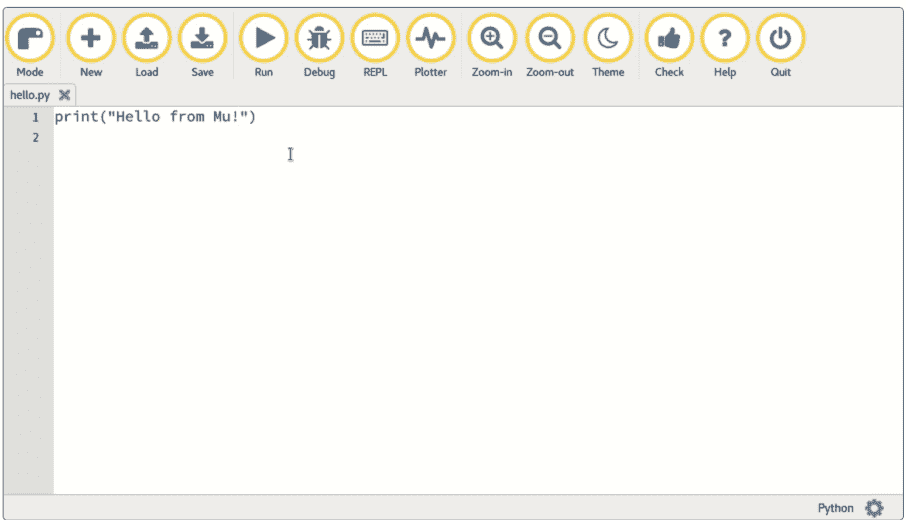 Mode New Load Save Run Debug REPL Plotter Zoom-in Zoom-out Theme Check Help Quit
hello.py
1 print("Hello from Mu!")
2
Python